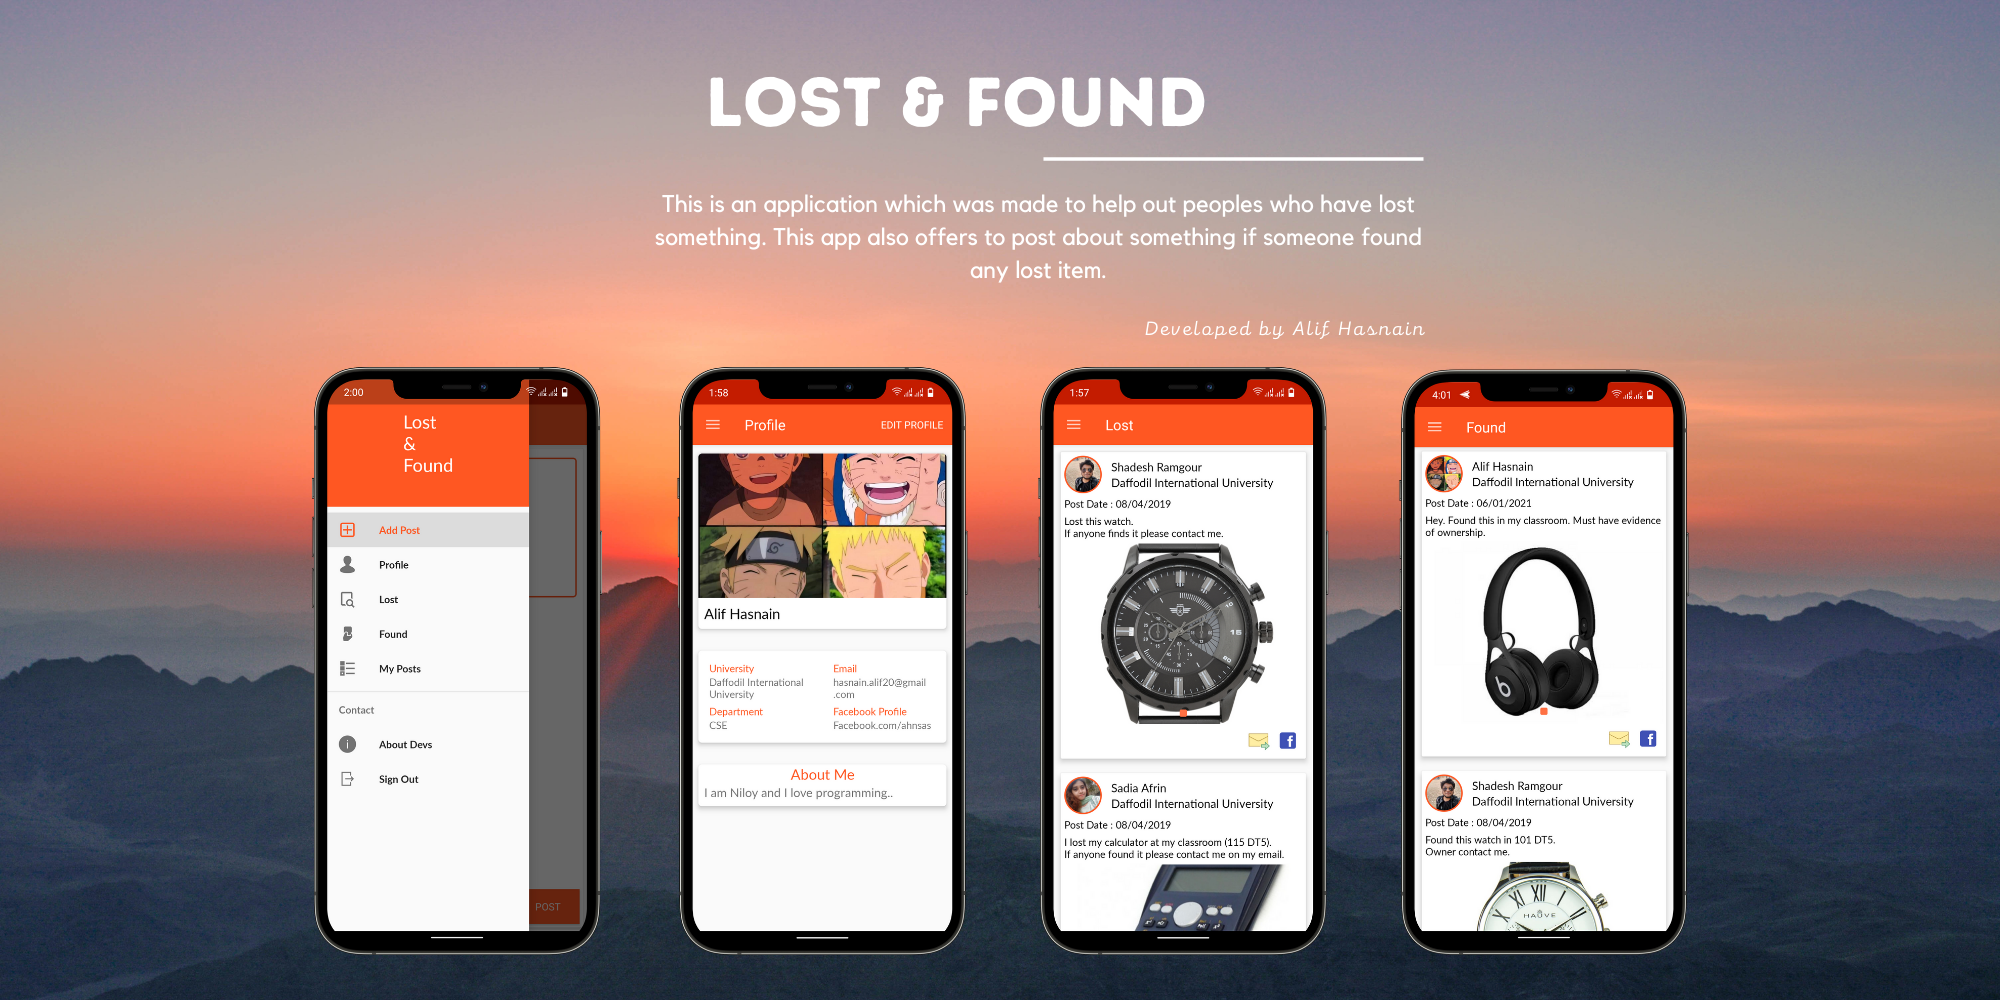 LOST & FOUND
This is an application which was made to help out peoples who have lost
something. This app also offers to post about something if someone found
any lost item.
Developed by Alif Hasnain
2:00
Lost
&
Found
Add Post
Profile
Lost
Found
My Posts
Contact
About Devs
Sign Out
POST
1:58
Profile
EDIT PROFILE
Alif Hasnain
University
Daffodil International
University
Email
hasnain.alif20@gmail
.com
Department
CSE
Facebook Profile
Facebook.com/ahnsas
About Me
I am Niloy and I love programming..
1:57
Lost
Shadesh Ramgour
Daffodil International University
Post Date : 08/04/2019
Lost this watch.
If anyone finds it please contact me.
15
Sadia Afrin
Daffodil International University
Post Date : 08/04/2019
I lost my calculator at my classroom (115 DT5).
If anyone found it please contact me on my email.
4:01
Found
Alif Hasnain
Daffodil International University
Post Date : 06/01/2021
Hey. Found this in my classroom. Must have evidence
of ownership.
b
Shadesh Ramgour
Daffodil International University
Post Date : 08/04/2019
Found this watch in 101 DT5.
Owner contact me.
XII
HAUVE